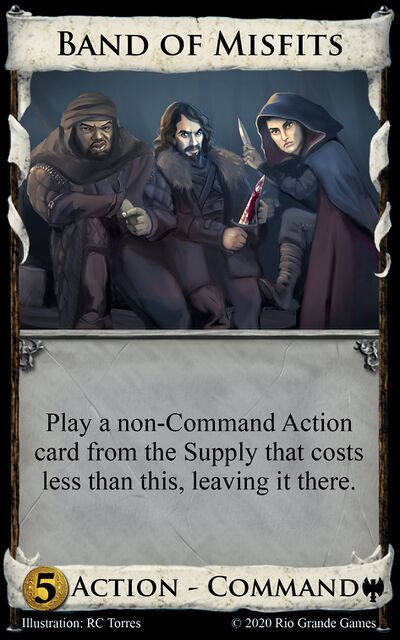 BAND OF MISFITS
Play a non-Command Action
card from the Supply that costs
less than this, leaving it there.
5 ACTION - COMMAND
Illustration: RC Torres © 2020 Rio Grande Games